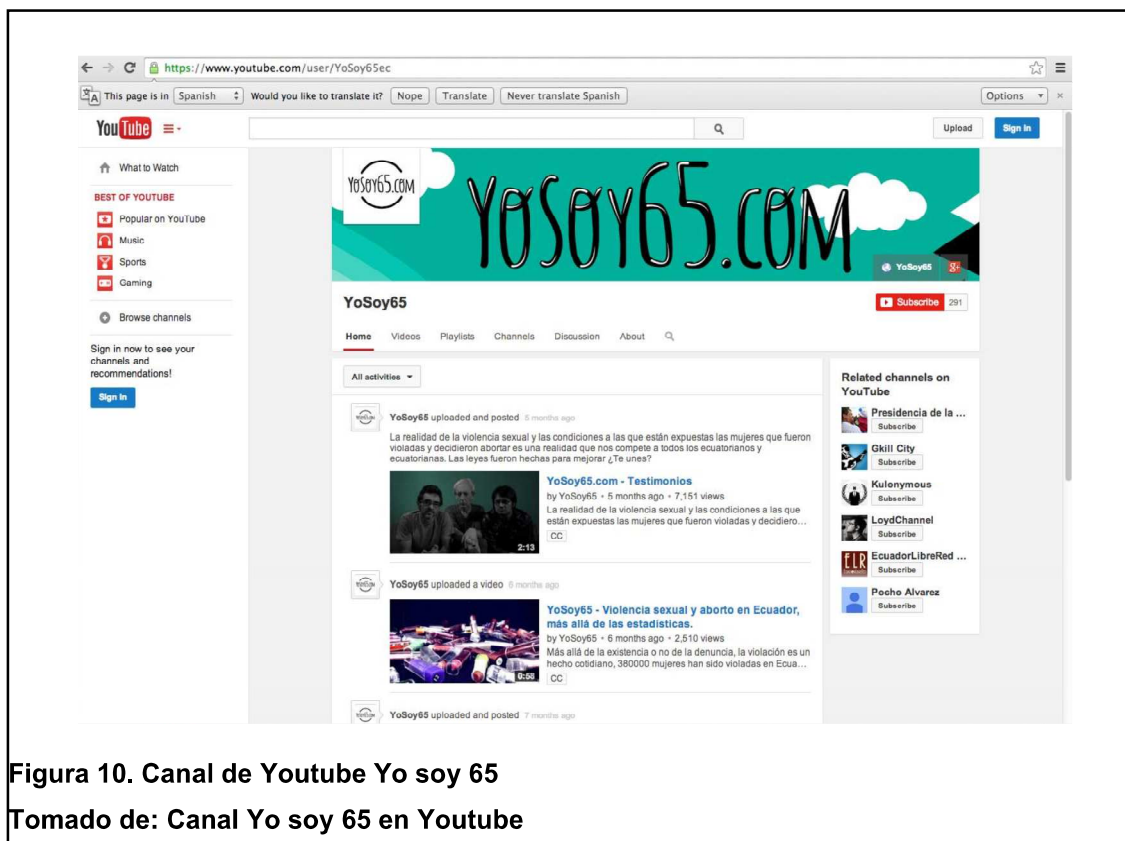 https://www.youtube.com/user/YoSoy65ec
This page is in Spanish Would you like to translate it? Nope Translate Never translate Spanish Options
YouTube Upload Sign in
What to Watch
BEST OF YOUTUBE
Popular on YouTube
Music
Sports
Gaming
Browse channels
Sign in now to see your
channels and
recommendations!
Sign in
YOSOY65.COM
YOSOY65.COM
YoSoy65
YoSoy65
Subscribe 291
Home Videos Playlists Channels Discussion About
All activities
YoSoy65 uploaded and posted 5 months ago
La realidad de la violencia sexual y las condiciones a las que están expuestas las mujeres que fueron
violadas y decidieron abortar es una realidad que nos compete a todos los ecuatorianos y
ecuatorianas. Las leyes fueron hechas para mejorar ¿Te unes?
YoSoy65.com - Testimonios
by YoSoy65 • 5 months ago • 7,151 views
La realidad de la violencia sexual y las condiciones a las que
están expuestas las mujeres que fueron violadas y decidiero...
CC
2:13
YoSoy65 uploaded a video 6 months ago
YoSoy65 - Violencia sexual y aborto en Ecuador,
más allá de las estadísticas.
by YoSoy65 • 6 months ago • 2,510 views
Más allá de la existencia o no de la denuncia, la violación es un
hecho cotidiano, 380000 mujeres han sido violadas en Ecua...
CC
0:58
YoSoy65 uploaded and posted 7 months ago
Related channels on
YouTube
Presidencia de la ...
Subscribe
Gkill City
Subscribe
Kulonymous
Subscribe
LoydChannel
Subscribe
ELR
EcuadorLibreRed ...
Subscribe
Pocho Alvarez
Subscribe
Figura 10. Canal de Youtube Yo soy 65
Tomado de: Canal Yo soy 65 en Youtube